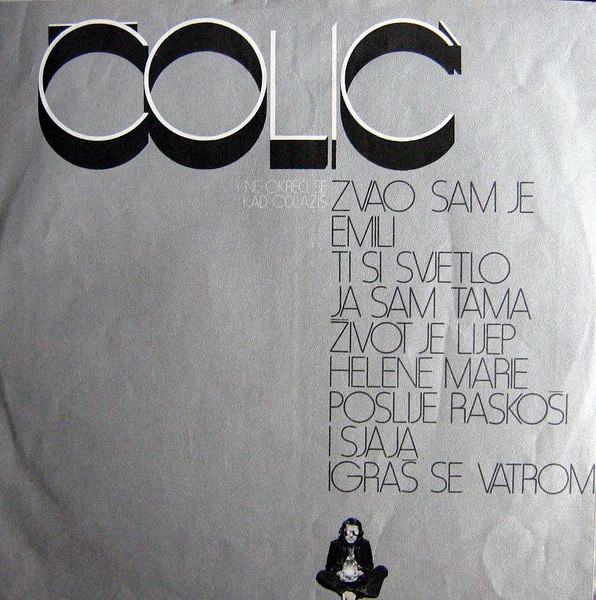 ČOLIĆ
I NE OKREĆI SE
KAD ODLAZIŠ
ZVAO SAM JE
EMILI
TI SI SVJETLO
JA SAM TAMA
ŽIVOT JE LIJEP
HELENE MARIE
POSLIJE RASKOŠI
I SJAJA
IGRAŠ SE VATROM